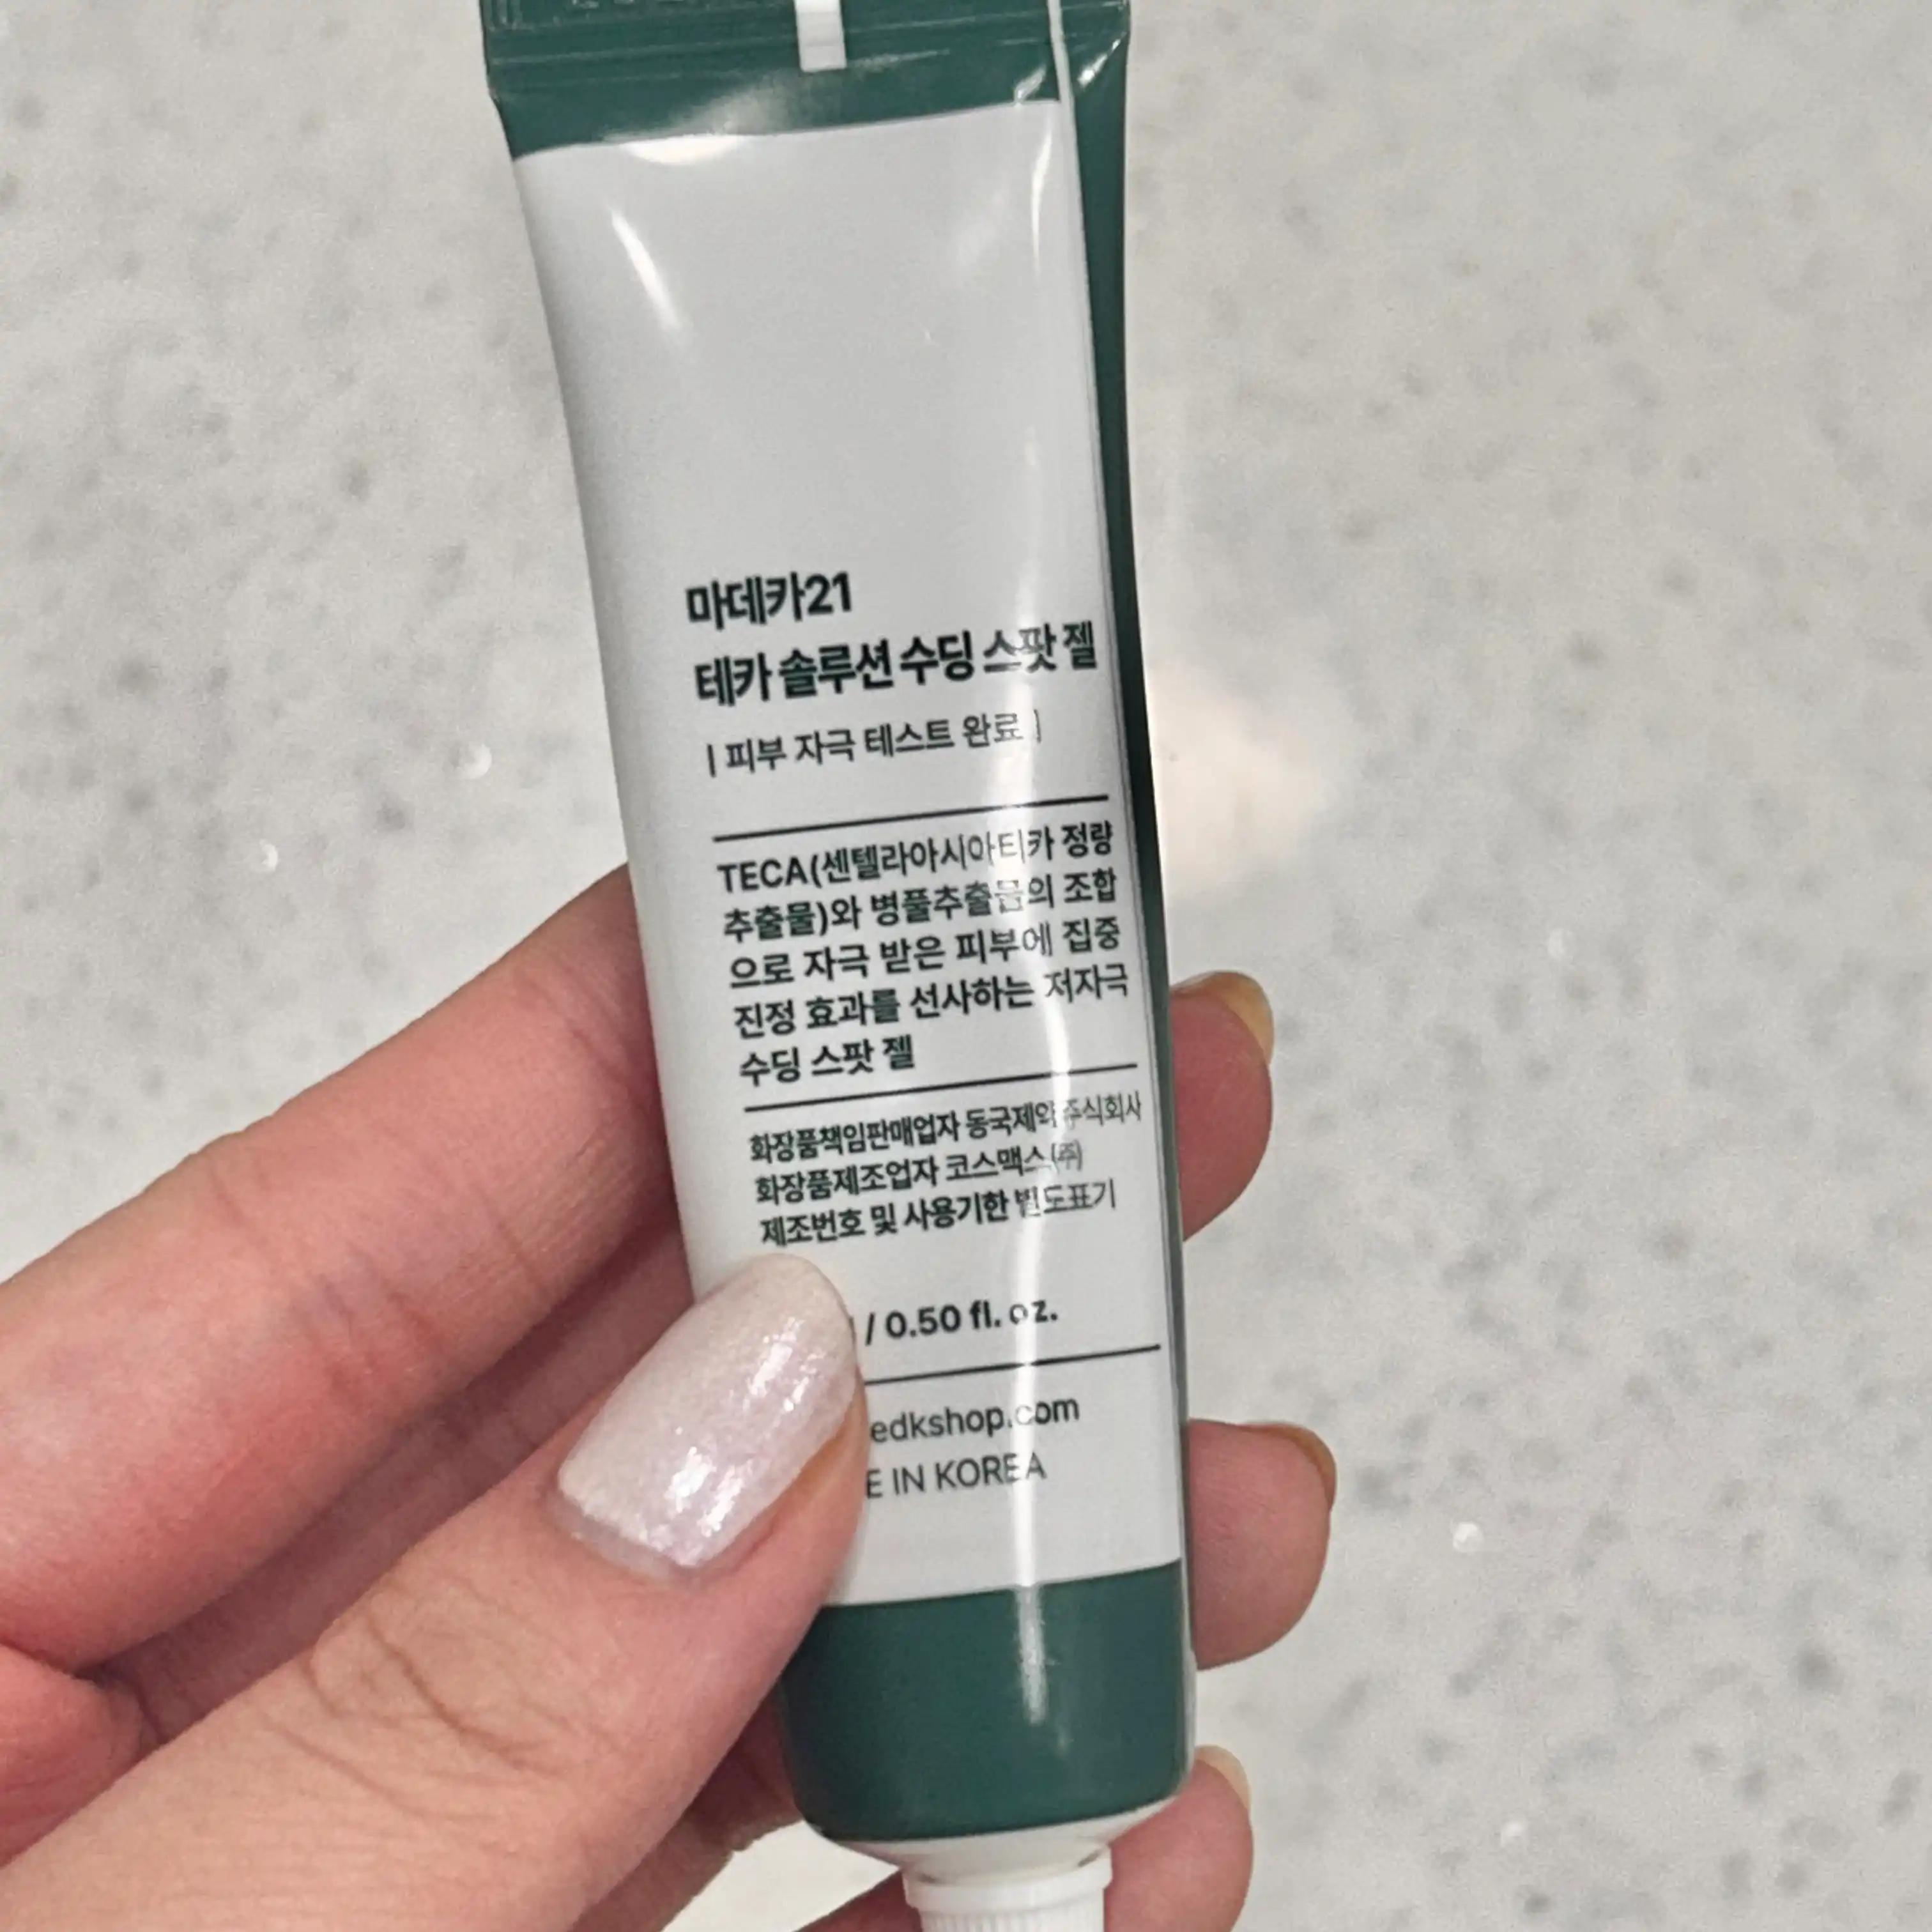 마데카21
테카 솔루션 수딩 스팟 젤
| 피부 자극 테스트 완료 |
TECA(센텔라아시아티카 정량
추출물)와 병풀추출물의 조합
으로 자극 받은 피부에 집중
진정 효과를 선사하는 저자극
수딩 스팟 젤
화장품책임판매업자 동국제약 주식회사
화장품제조업자 코스맥스(주)
제조번호 및 사용기한 별도표기
/ 0.50 fl. oz.
edkshop.com
E IN KOREA